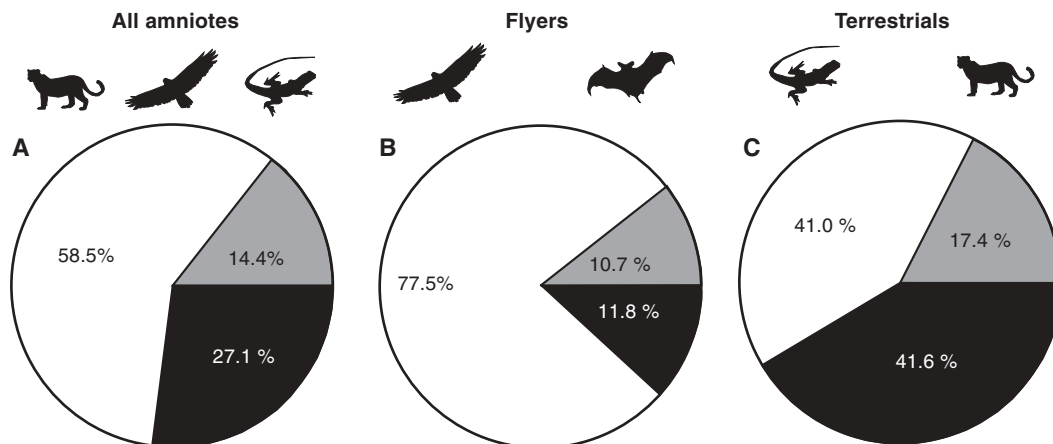 All amniotes
Flyers
Terrestrials
A
B
C
58.5%
14.4%
27.1 %
77.5%
10.7 %
11.8 %
41.0 %
17.4 %
41.6 %